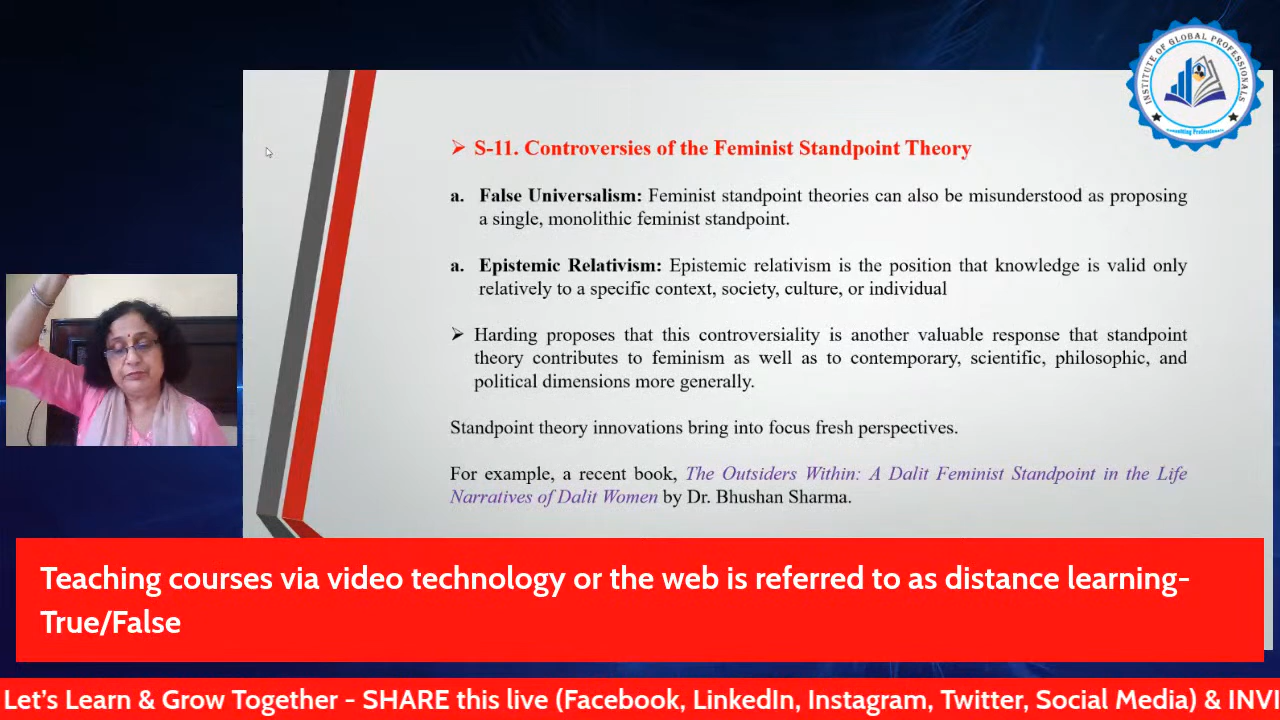 INSTITUTE OF GLOBAL PROFESSIONALS
➢ S-11. Controversies of the Feminist Standpoint Theory
a. False Universalism: Feminist standpoint theories can also be misunderstood as proposing
a single, monolithic feminist standpoint.
a. Epistemic Relativism: Epistemic relativism is the position that knowledge is valid only
relatively to a specific context, society, culture, or individual
➢ Harding proposes that this controversiality is another valuable response that standpoint
theory contributes to feminism as well as to contemporary, scientific, philosophic, and
political dimensions more generally.
Standpoint theory innovations bring into focus fresh perspectives.
For example, a recent book, The Outsiders Within: A Dalit Feminist Standpoint in the Life
Narratives of Dalit Women by Dr. Bhushan Sharma.
Teaching courses via video technology or the web is referred to as distance learning-
True/False
Let's Learn & Grow Together - SHARE this live (Facebook, LinkedIn, Instagram, Twitter, Social Media) & INVI